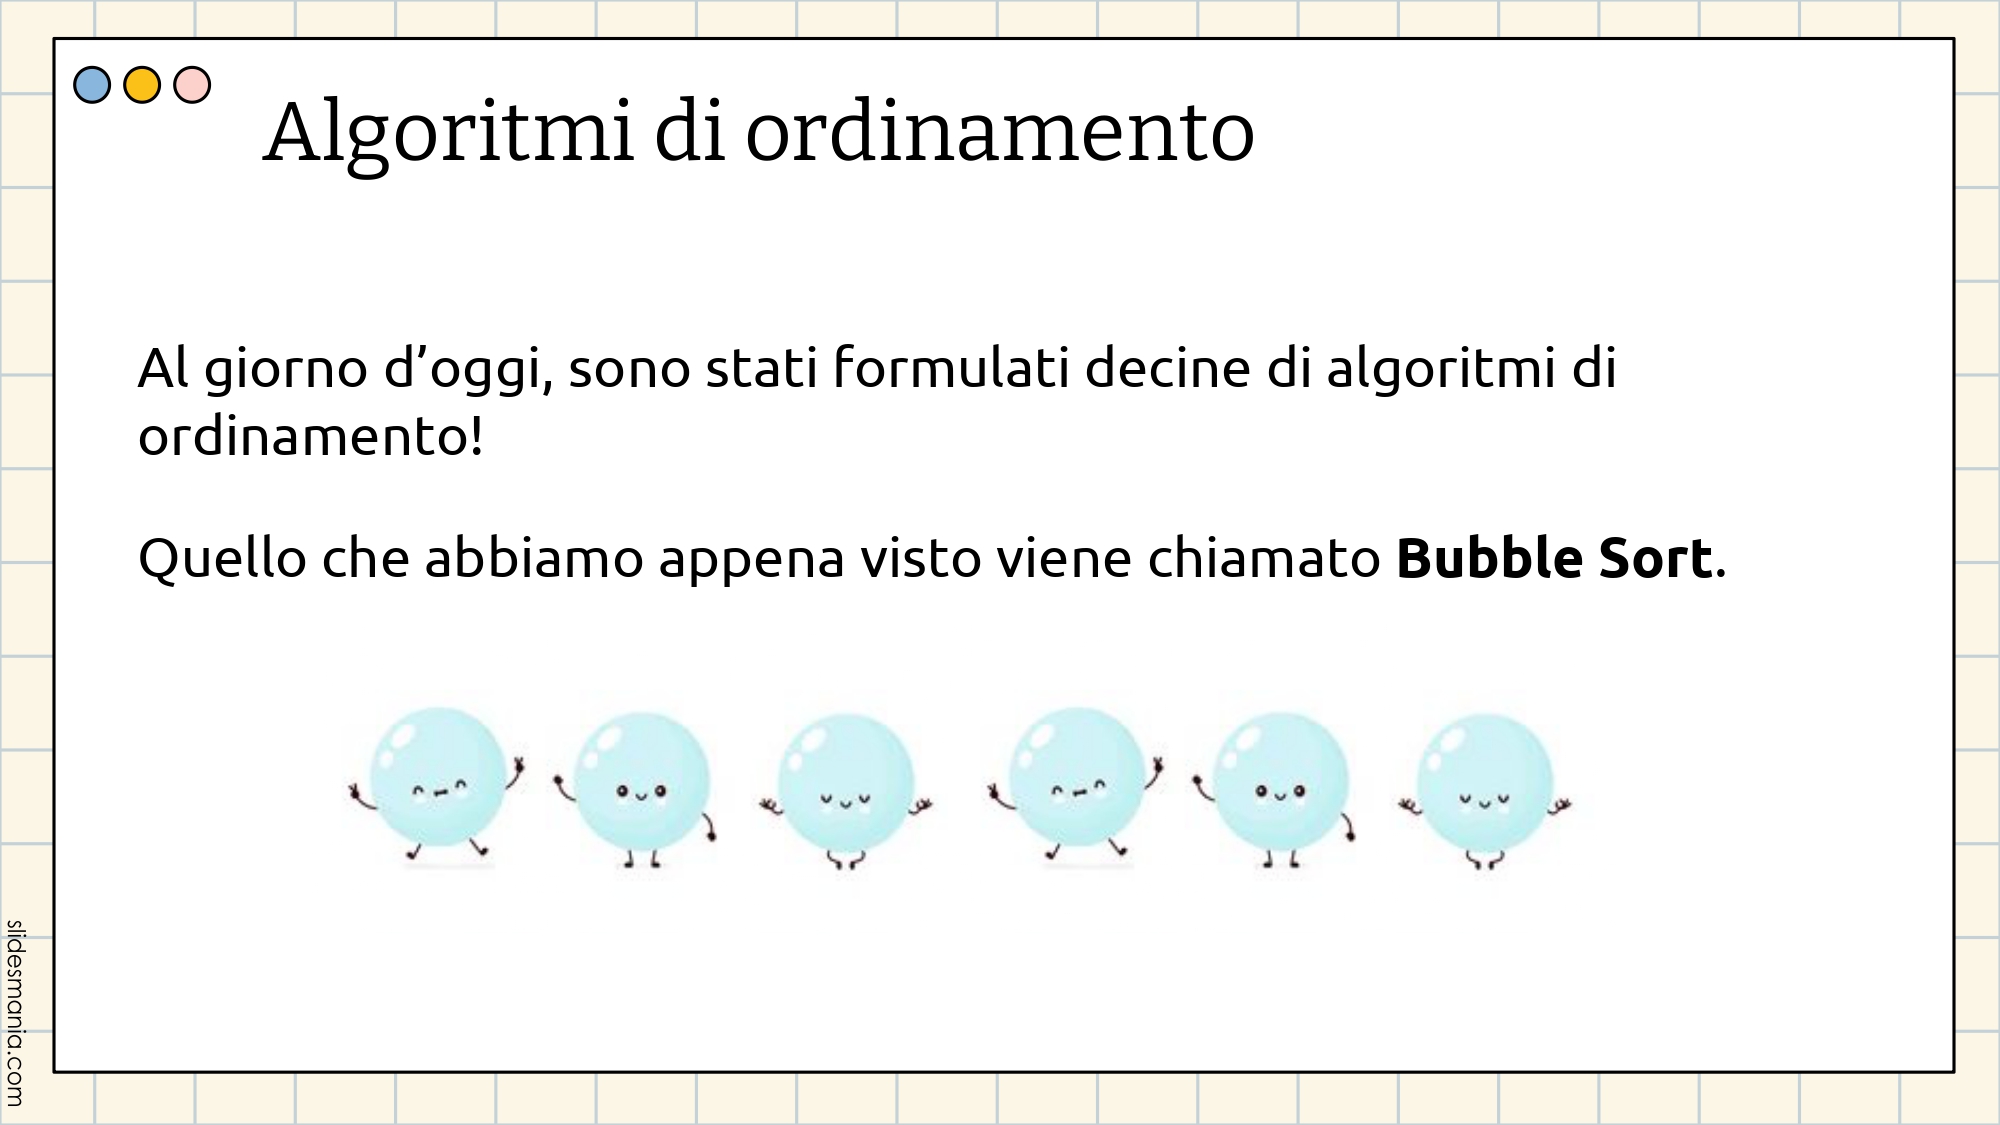 Algoritmi di ordinamento
Al giorno d’oggi, sono stati formulati decine di algoritmi di
ordinamento!
Quello che abbiamo appena visto viene chiamato Bubble Sort.
slidesmania.com